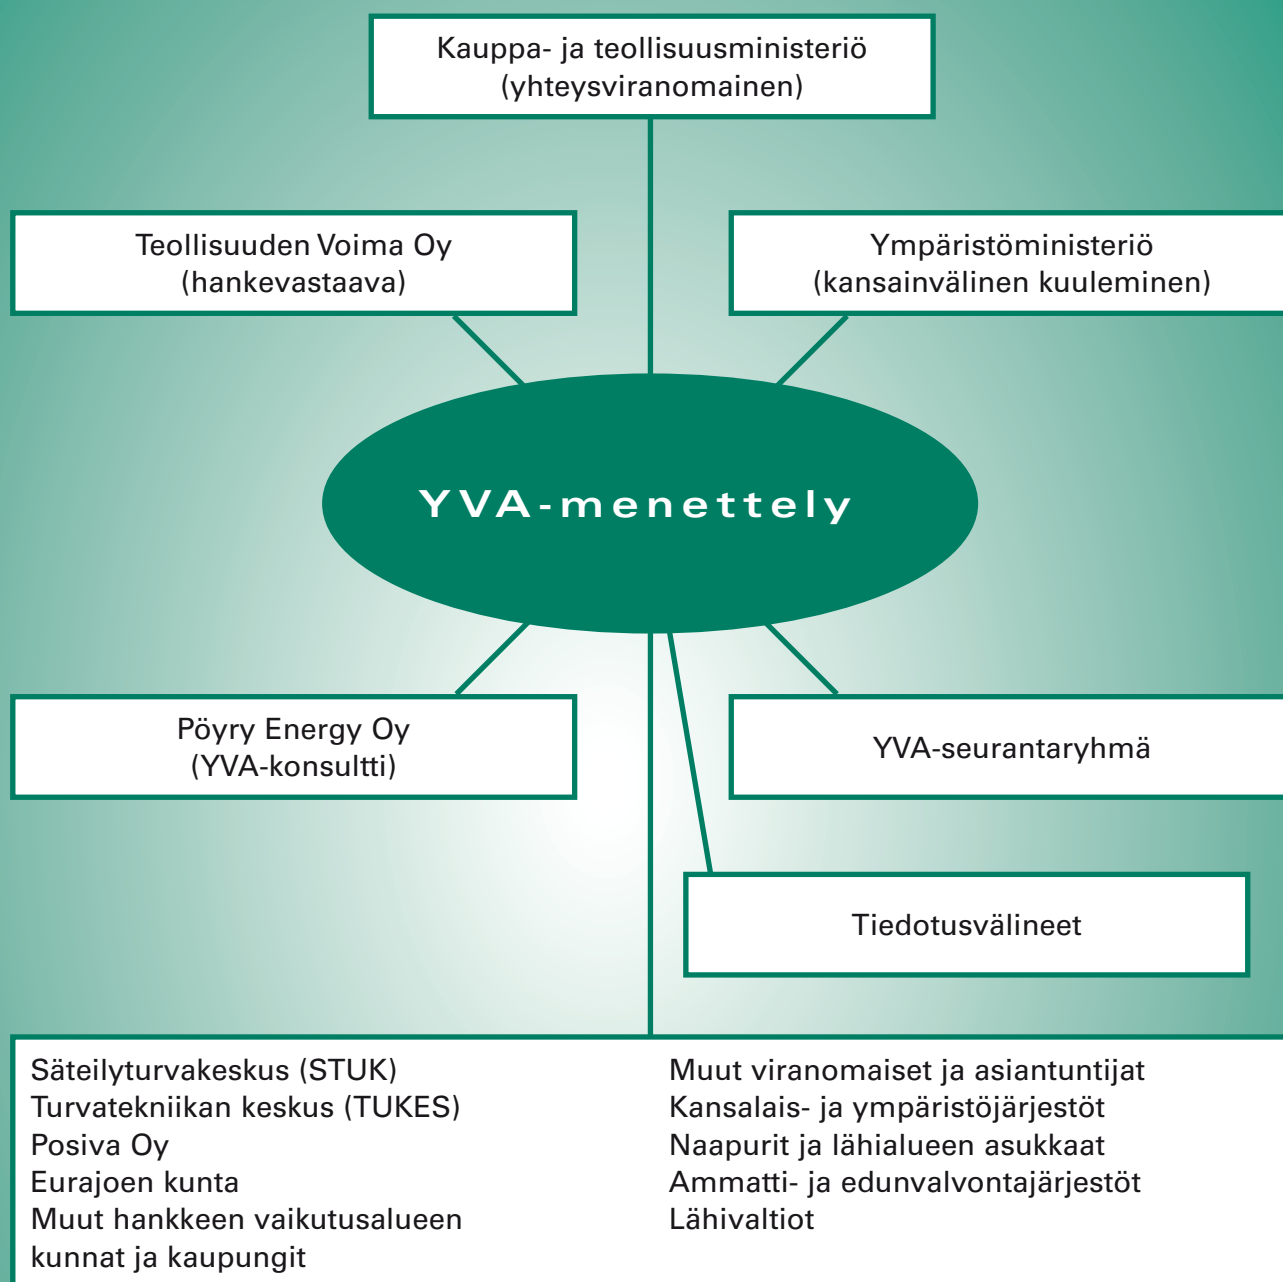 Kauppa- ja teollisuusministeriö
(yhteysviranomainen)
Teollisuuden Voima Oy
(hankevastaava)
Ympäristöministeriö
(kansainvälinen kuuleminen)
YVA-menettely
Pöyry Energy Oy
(YVA-konsultti)
YVA-seurantaryhmä
Tiedotusvälineet
Säteilyturvakeskus (STUK)
Turvatekniikan keskus (TUKES)
Posiva Oy
Eurajoen kunta
Muut hankkeen vaikutusalueen
kunnat ja kaupungit
Muut viranomaiset ja asiantuntijat
Kansalais- ja ympäristöjärjestöt
Naapurit ja lähialueen asukkaat
Ammatti- ja edunvalvontajärjestöt
Lähivaltiot